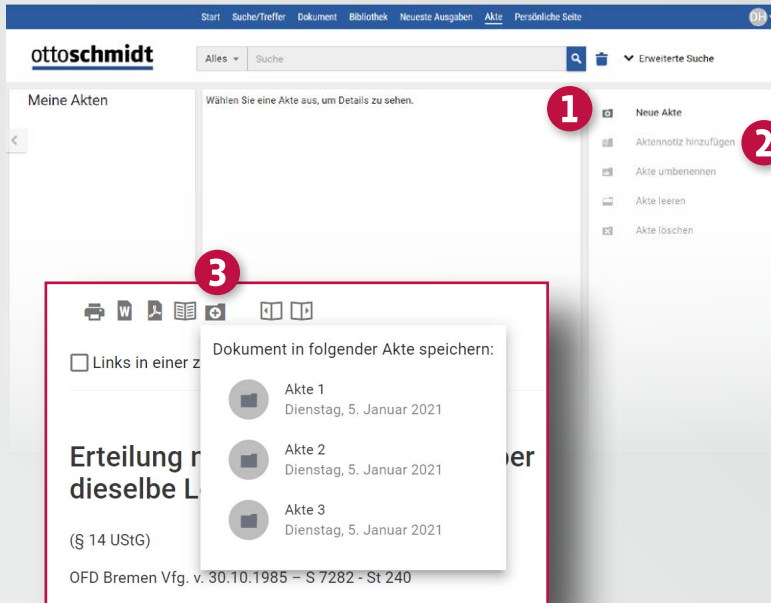 Start Suche/Treffer Dokument Bibliothek Neueste Ausgaben Akte Persönliche Seite DH
ottoschmidt
Alles Suche Erweiterte Suche
Meine Akten
Wählen Sie eine Akte aus, um Details zu sehen.
1
Neue Akte
Aktennotiz hinzufügen
2
Akte umbenennen
Akte leeren
Akte löschen
3
W
Links in einer z
Dokument in folgender Akte speichern:
Akte 1
Dienstag, 5. Januar 2021
Akte 2
Dienstag, 5. Januar 2021
Akte 3
Dienstag, 5. Januar 2021
Erteilung
er
dieselbe L
(§ 14 UStG)
OFD Bremen Vfg. v. 30.10.1985 – S 7282 - St 240